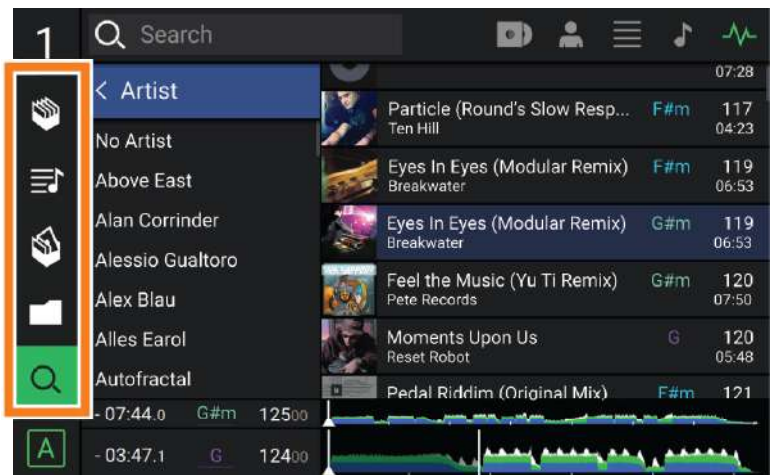 1
Search
< Artist
No Artist
Above East
Alan Corrinder
Alessio Gualtoro
Alex Blau
Alles Earol
Autofractal
07:28
Particle (Round's Slow Resp... F#m 117
Ten Hill 04:23
Eyes In Eyes (Modular Remix) F#m 119
Breakwater 06:53
Eyes In Eyes (Modular Remix) G#m 119
Breakwater 06:53
Feel the Music (Yu Ti Remix) G#m 120
Pete Records 07:50
Moments Upon Us G 120
Reset Robot 05:48
Pedal Riddim (Original Mix) F#m 121
- 07:44.0 G#m 12500
A
- 03:47.1 G 12400